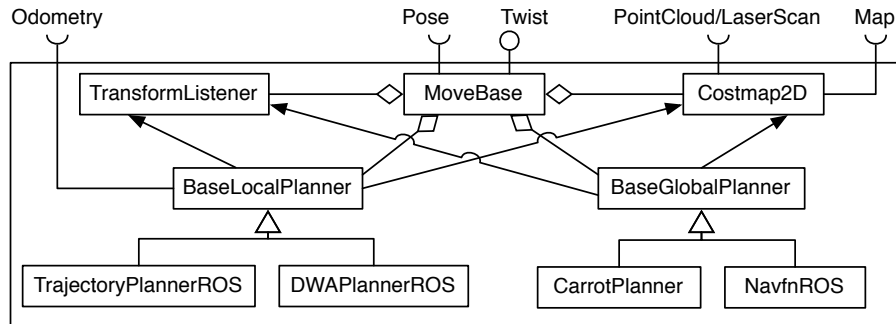 Odometry Pose Twist PointCloud/LaserScan Map
TransformListener MoveBase Costmap2D
BaseLocalPlanner BaseGlobalPlanner
TrajectoryPlannerROS DWAPlannerROS CarrotPlanner NavfnROS